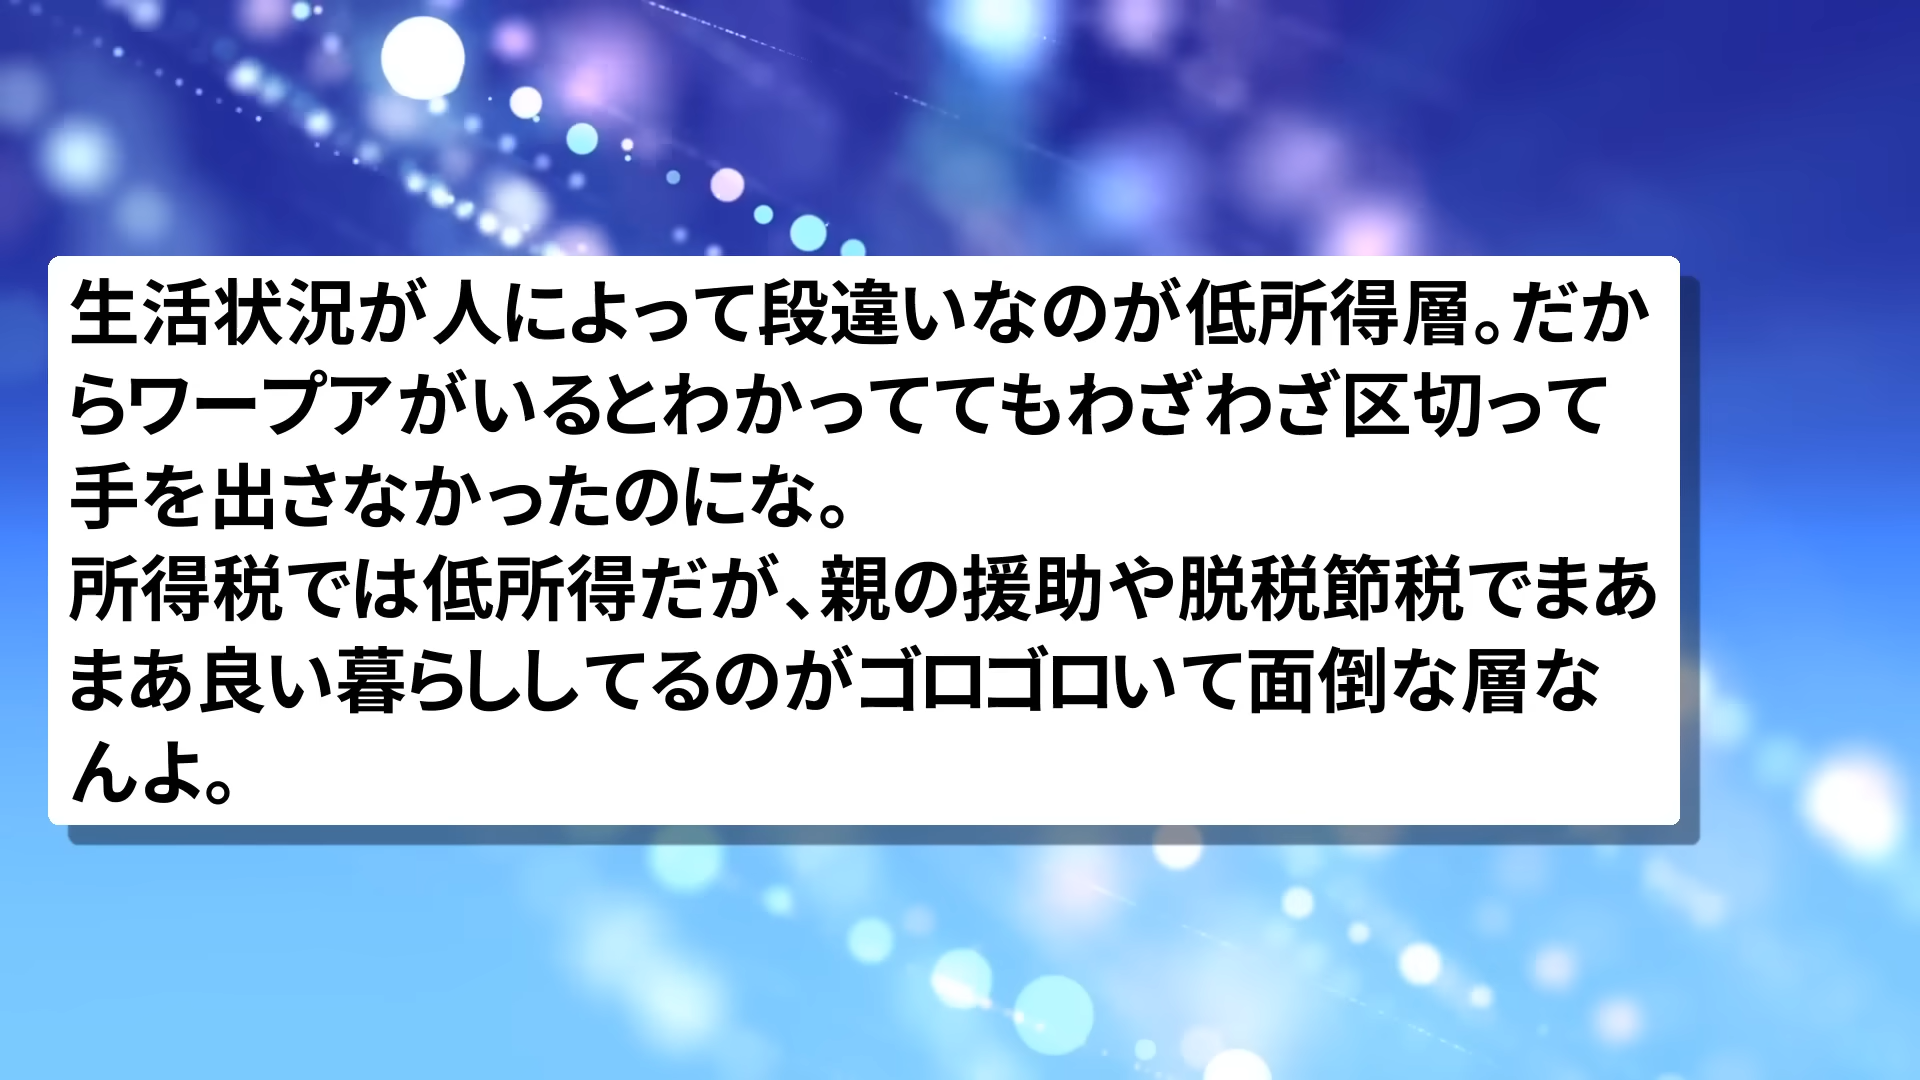 生活状況が人によって段違いなのが低所得層。だか
らワープアがいるとわかっててもわざわざ区切って
手を出さなかったのにな。
所得税では低所得だが、親の援助や脱税節税でまあ
まあ良い暮らししてるのがゴロゴロいて面倒な層な
んよ。